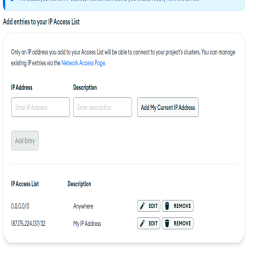 Add entries to your IP Access List
Only an IP address you add to your Access List will be able to connect to your project's clusters. You can manage
existing IP entries via the Network Access Page.
IP Address Description
Enter IP Address Enter description Add My Current IP Address
Add Entry
IP Access List Description
0.0.0.0/0 Anywhere EDIT REMOVE
187.175.224.137/32 My IP Address EDIT REMOVE